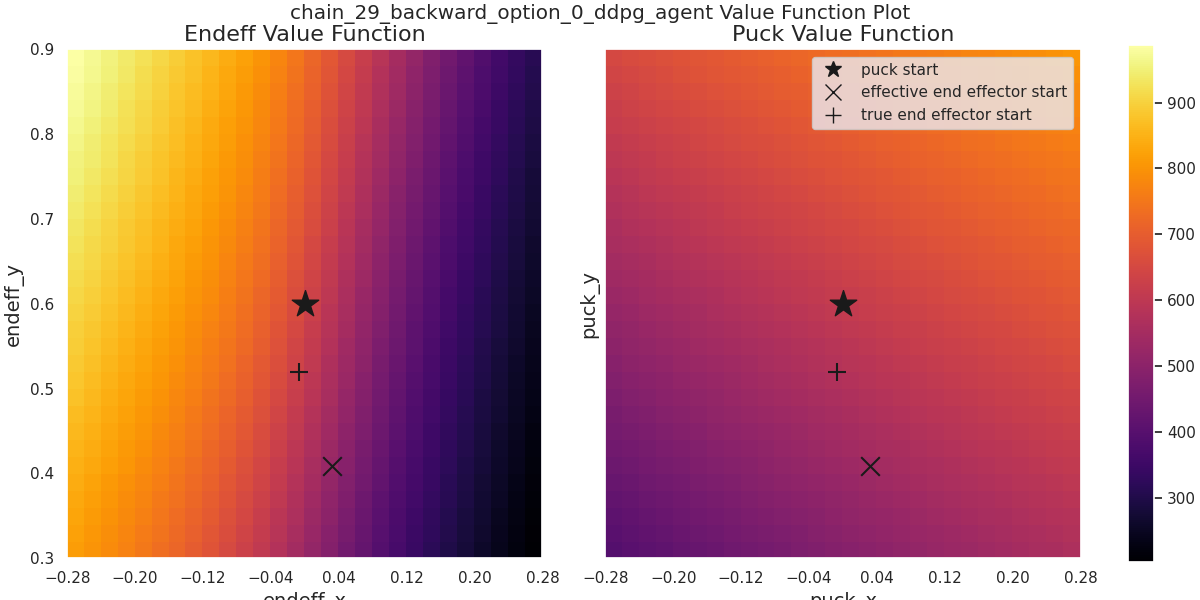 chain_29_backward_option_0_ddpg_agent Value Function Plot
Endeff Value Function
Puck Value Function
puck start
effective end effector start
true end effector start
endeff_y
0.9
0.8
0.7
0.6
0.5
0.4
0.3
puck_y
900
800
700
600
500
400
300
−0.28 −0.20 −0.12 −0.04 0.04 0.12 0.20 0.28
−0.28 −0.20 −0.12 −0.04 0.04 0.12 0.20 0.28
endeff_x
puck_x